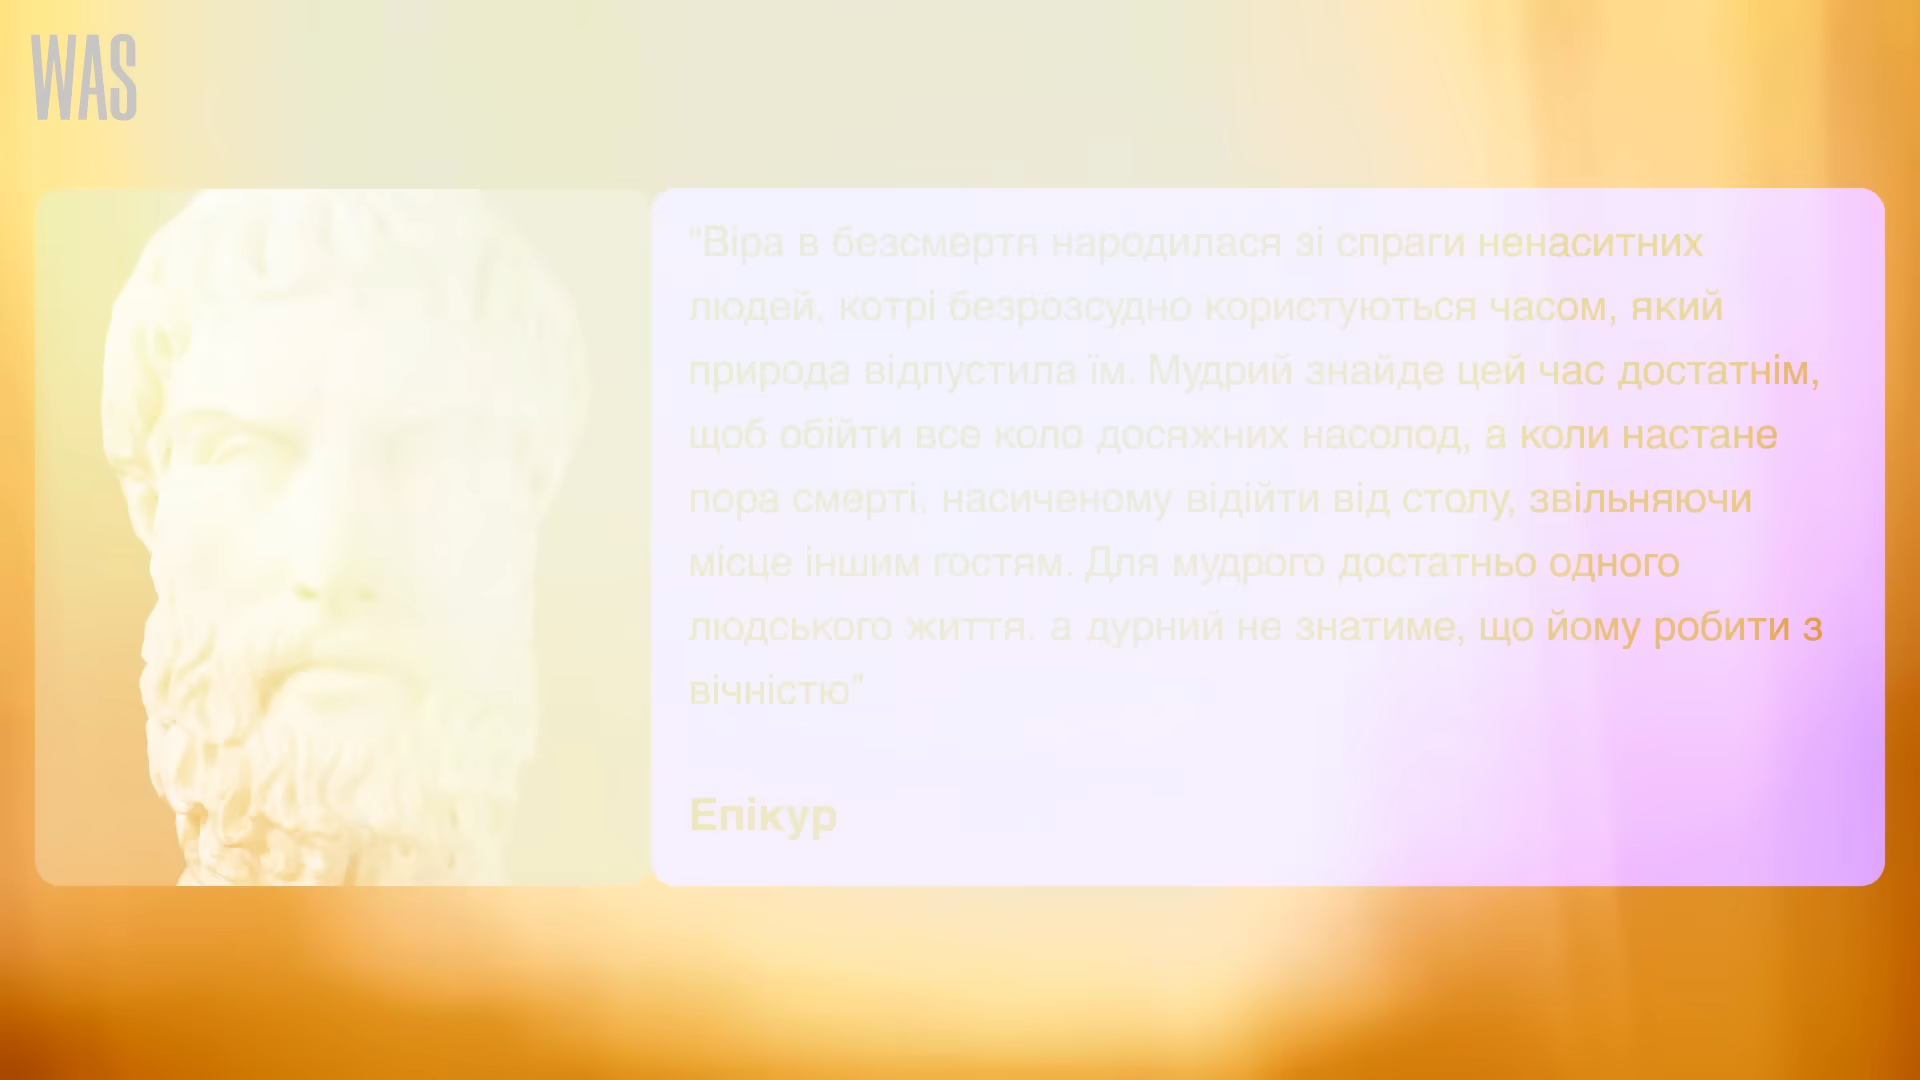 WAS
"Віра в безсмертя народилася зі спраги ненаситних
людей, котрі безрозсудно користуються часом, який
природа відпустила їм. Мудрий знайде цей час достатнім,
щоб обійти все коло досяжних насолод, а коли настане
пора смерті, насиченому відійти від столу, звільняючи
місце іншим гостям. Для мудрого достатньо одного
людського життя, а дурний не знатиме, що йому робити з
вічністю"
Епікур